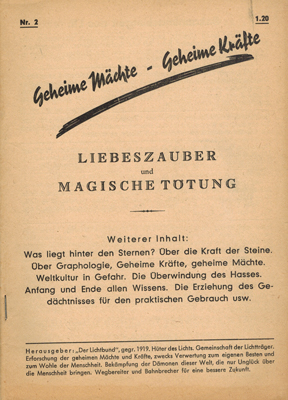 Nr. 2
1.20
Geheime Mächte - Geheime Kräfte
LIEBESZAUBER
und
MAGISCHE TÖTUNG
Weiterer Inhalt:
Was liegt hinter den Sternen? Über die Kraft der Steine.
Über Graphologie, Geheime Kräfte, geheime Mächte.
Weltkultur in Gefahr. Die Überwindung des Hasses.
Anfang und Ende allen Wissens. Die Erziehung des Ge-
dächtnisses für den praktischen Gebrauch usw.
Herausgeber: „Der Lichtbund", gegr. 1919. Hüter des Lichts. Gemeinschaft der Lichtträger.
Erforschung der geheimen Mächte und Kräfte, zwecks Verwertung zum eigenen Besten und
zum Wohle der Menschheit. Bekämpfung der Dämonen dieser Welt, die nur Unglück über
die Menschheit bringen. Wegbereiter und Bahnbrecher für eine bessere Zukunft.